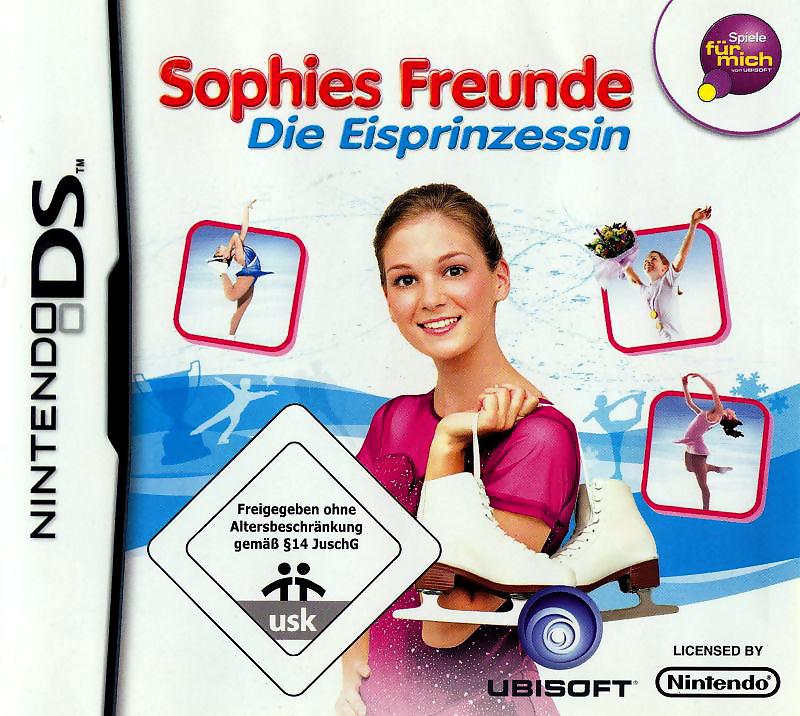 Spiele
für
mich
von UBISOFT
Sophies Freunde
Die Eisprinzessin
NINTENDO DS™
Freigegeben ohne
Altersbeschränkung
gemäß §14 JuSchG
usk
UBISOFT®
LICENSED BY
Nintendo®